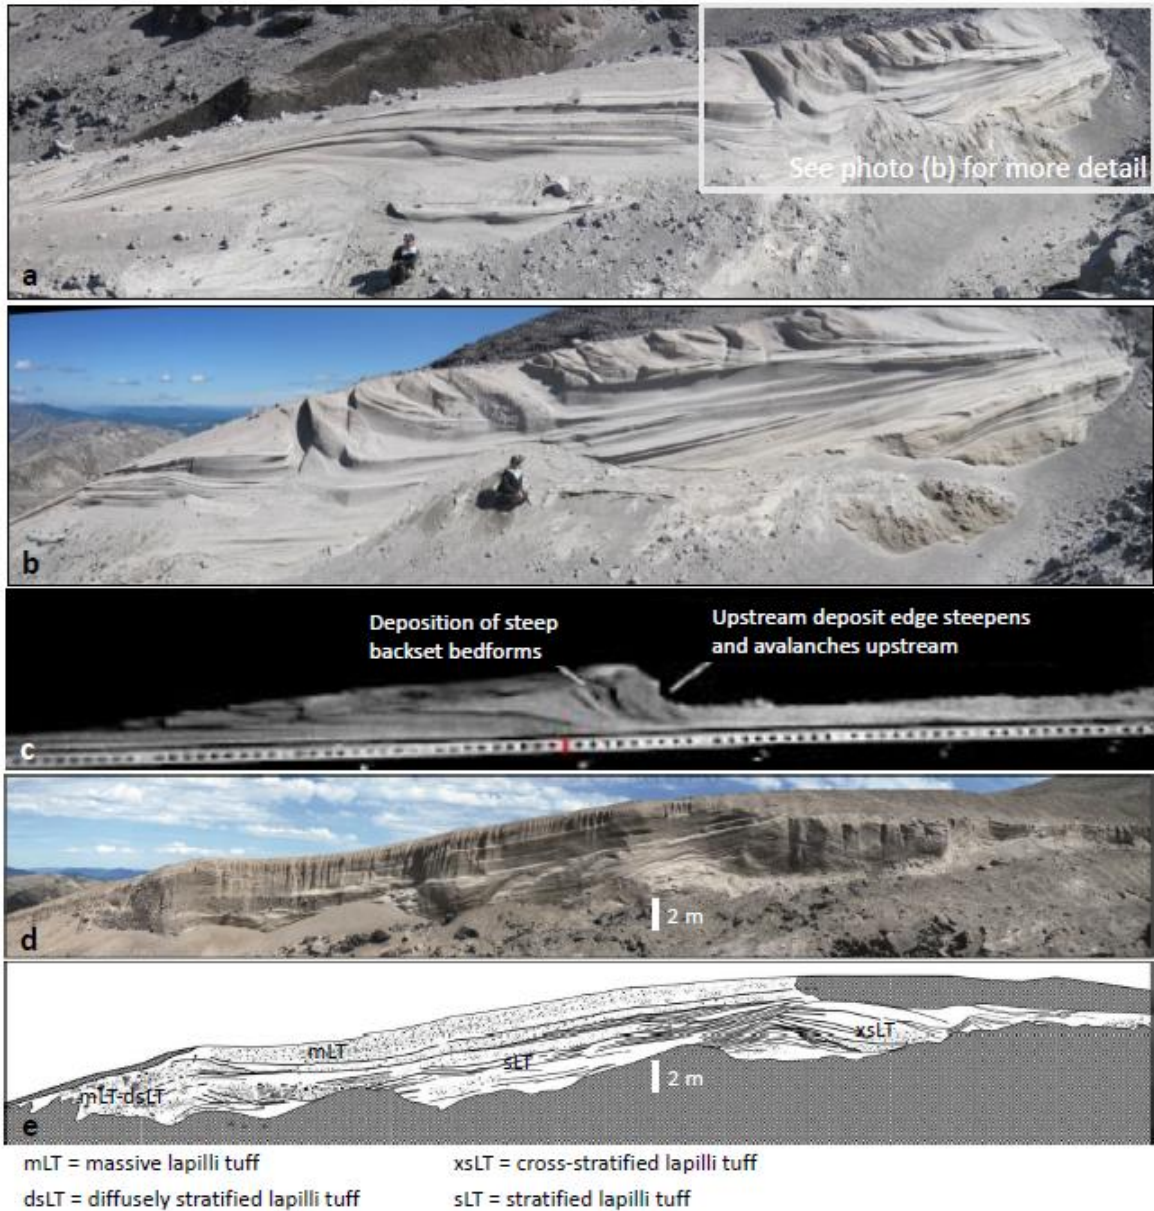 See photo (b) for more detail
a
b
Deposition of steep
backset bedforms
Upstream deposit edge steepens
and avalanches upstream
c
2 m
d
mLT
xsLT
sLT
2 m
mLT-dsLT
e
mLT = massive lapilli tuff
xsLT = cross-stratified lapilli tuff
dsLT = diffusely stratified lapilli tuff
sLT = stratified lapilli tuff